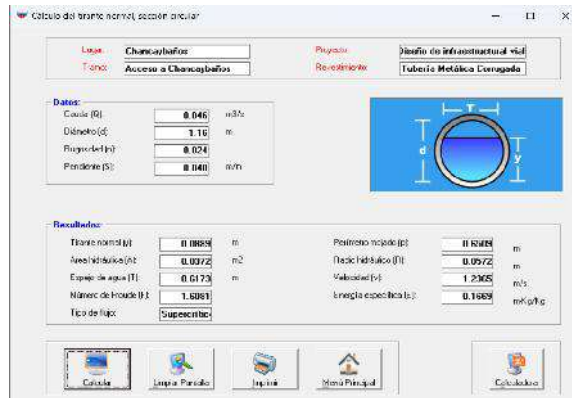 Cálculo del tirante normal, sección circular
Lugar: Chancaybaños Proyecto: Diseño de infraestructural vial
Tramo: Acceso a Chancaybaños Revestimiento: Tubería Metálica Corrugada
Datos:
Caudal (Q): 0.046 m3/s
Diámetro (d): 1.16 m
Rugosidad (n): 0.024
Pendiente (S): 0.040 m/m
T
d
y
Resultados:
Tirante normal (y): 0.0889 m Perímetro mojado (p): 0.6509 m
Area hidráulica (A): 0.0372 m2 Radio hidráulico (R): 0.0572 m
Espejo de agua (T): 0.6173 m Velocidad (v): 1.2365 m/s
Número de Froude (F): 1.6081 Energía específica (E): 0.1669 m-Kg/Kg
Tipo de flujo: Supercrític
Calcular Limpiar Pantalla Imprimir Menú Principal Calculadora